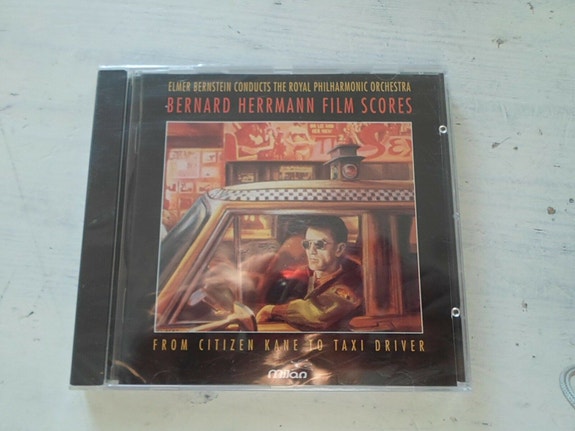 ELMER BERNSTEIN CONDUCTS THE ROYAL PHILHARMONIC ORCHESTRA
BERNARD HERRMANN FILM SCORES
FROM CITIZEN KANE TO TAXI DRIVER
milan